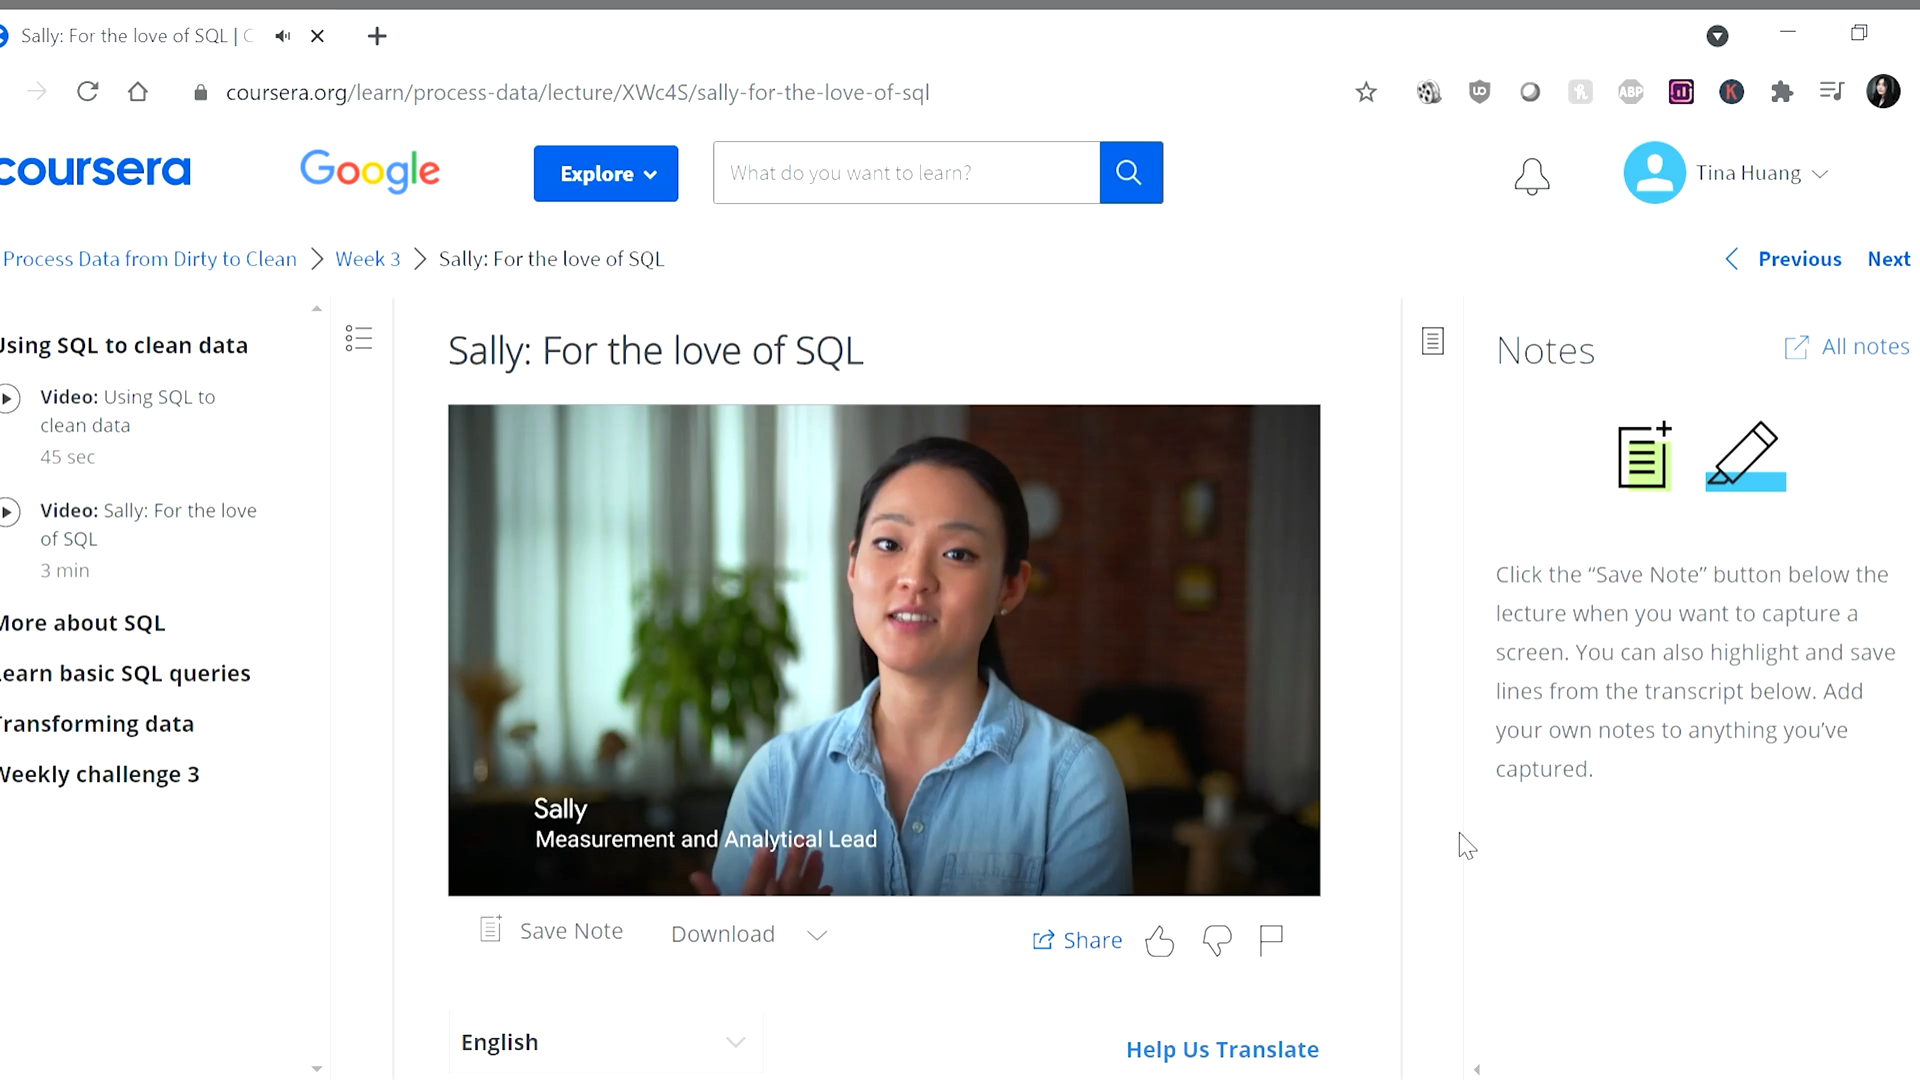 Sally: For the love of SQL | C
coursera.org/learn/process-data/lecture/XWc4S/sally-for-the-love-of-sql
ABP
K
coursera
Google
Explore
What do you want to learn?
Tina Huang
Process Data from Dirty to Clean
Week 3
Sally: For the love of SQL
Previous
Next
Using SQL to clean data
Video: Using SQL to
clean data
45 sec
Video: Sally: For the love
of SQL
3 min
More about SQL
Learn basic SQL queries
Transforming data
Weekly challenge 3
Sally: For the love of SQL
Sally
Measurement and Analytical Lead
Save Note
Download
Share
English
Help Us Translate
Notes
All notes
Click the “Save Note” button below the
lecture when you want to capture a
screen. You can also highlight and save
lines from the transcript below. Add
your own notes to anything you’ve
captured.